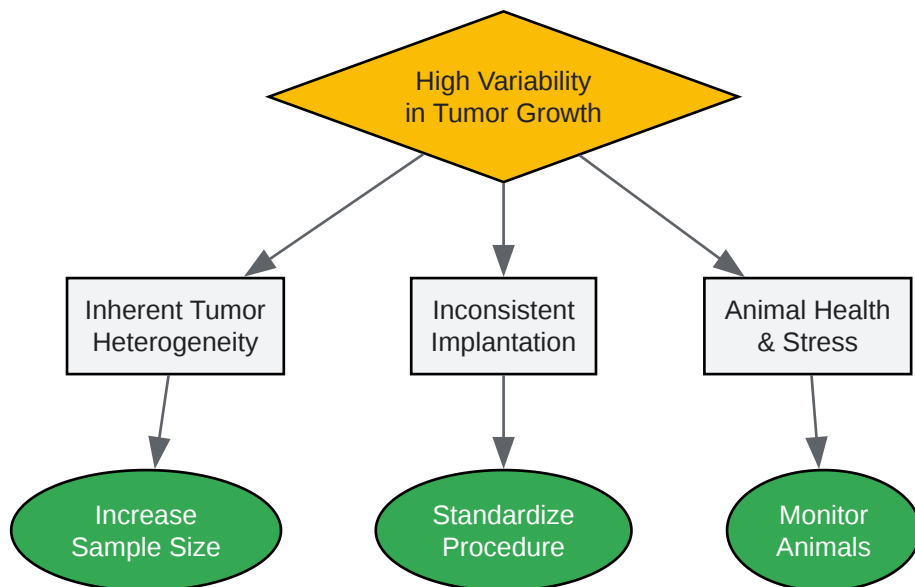 High Variability
in Tumor Growth
Inherent Tumor
Heterogeneity
Inconsistent
Implantation
Animal Health
& Stress
Increase
Sample Size
Standardize
Procedure
Monitor
Animals